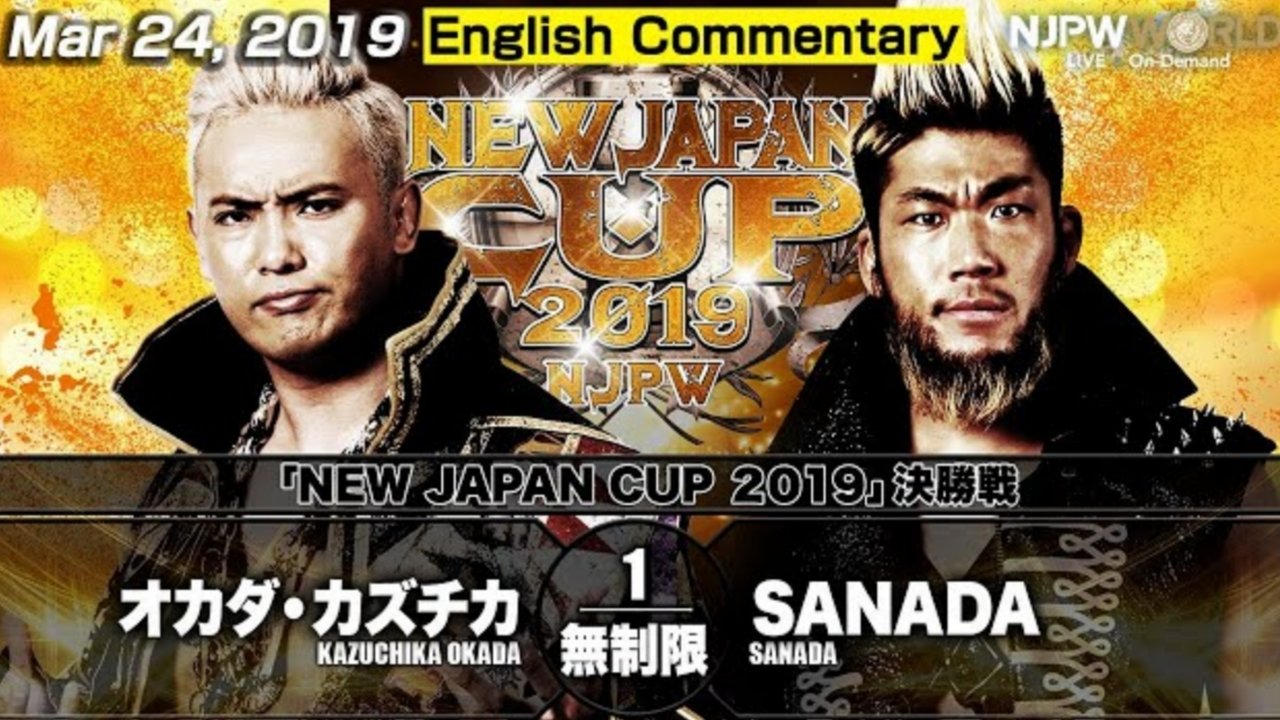 Mar 24, 2019 English Commentary NJPW WORLD
LIVE & On-Demand
NEW JAPAN
CUP
2019
NJPW
「NEW JAPAN CUP 2019」決勝戦
オカダ・カズチカ
KAZUCHIKA OKADA
1
無制限
SANADA
SANADA